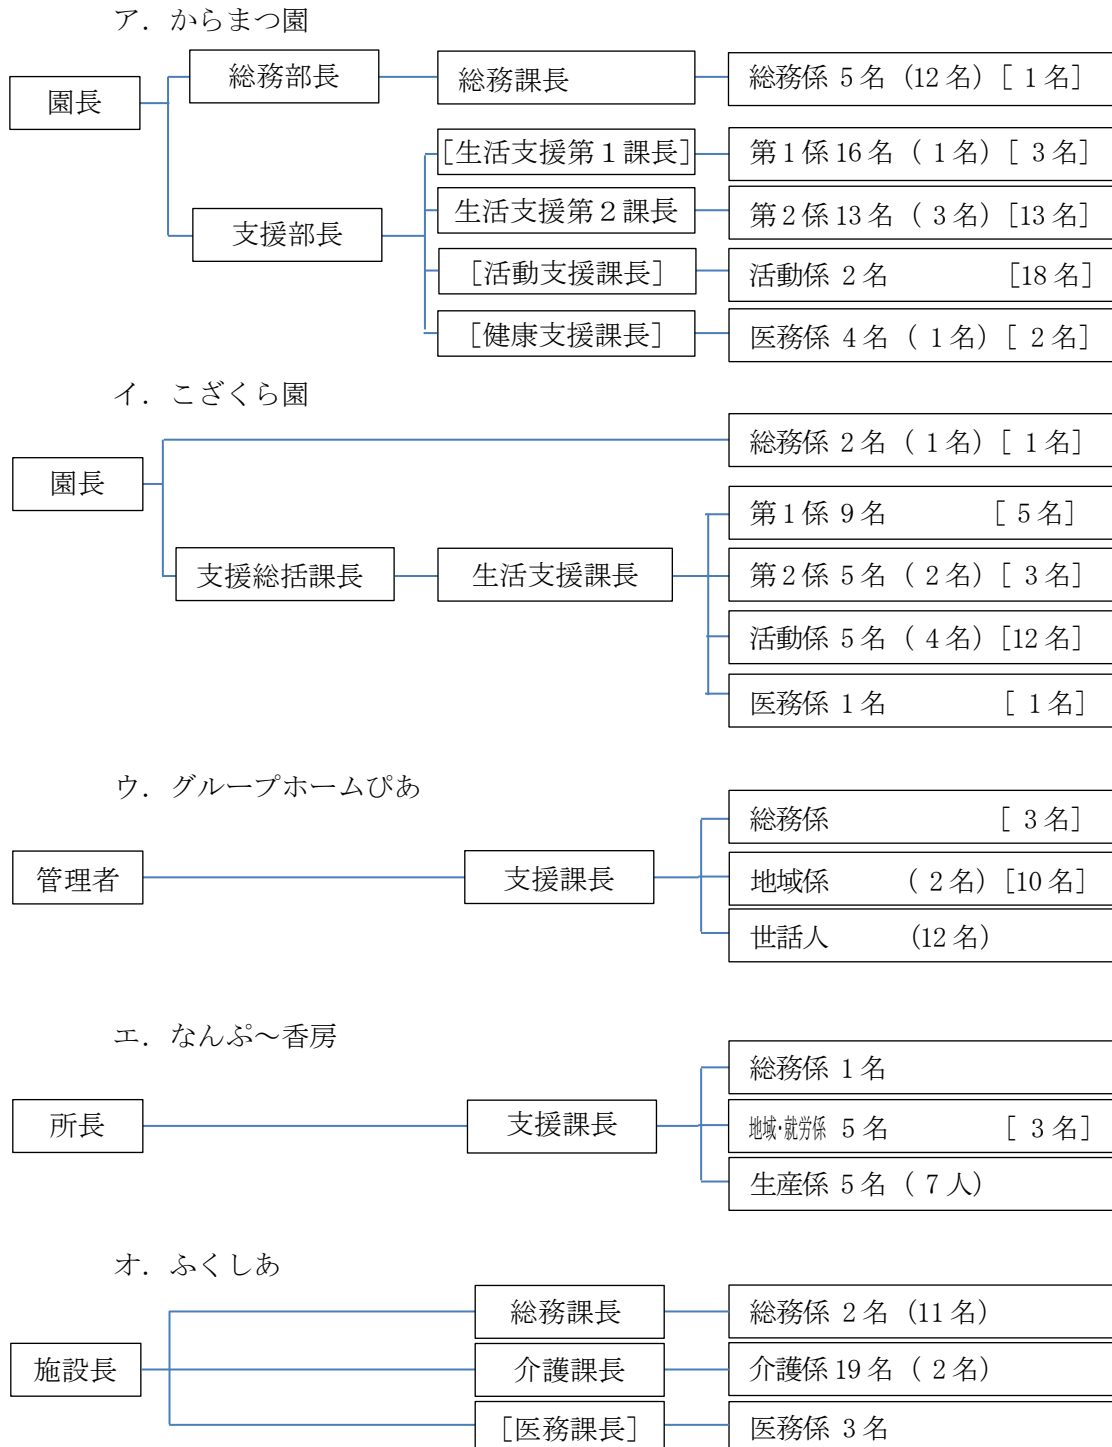 ア．からまつ園
園長
総務部長
総務課長
総務係 5名 (12名) [ 1名]
支援部長
[生活支援第１課長]
第1係 16名 ( 1名) [ 3名]
生活支援第２課長
第2係 13名 ( 3名) [13名]
[活動支援課長]
活動係 2名 [18名]
[健康支援課長]
医務係 4名 ( 1名) [ 2名]
イ．こざくら園
園長
総務係 2名 ( 1名) [ 1名]
支援総括課長
生活支援課長
第1係 9名 [ 5名]
第2係 5名 ( 2名) [ 3名]
活動係 5名 ( 4名) [12名]
医務係 1名 [ 1名]
ウ．グループホームぴあ
管理者
支援課長
総務係 [ 3名]
地域係 ( 2名) [10名]
世話人 (12名)
エ．なんぷ～香房
所長
支援課長
総務係 1名
地域・就労係 5名 [ 3名]
生産係 5名 ( 7人)
オ．ふくしあ
施設長
総務課長
総務係 2名 (11名)
介護課長
介護係 19名 ( 2名)
[医務課長]
医務係 3名